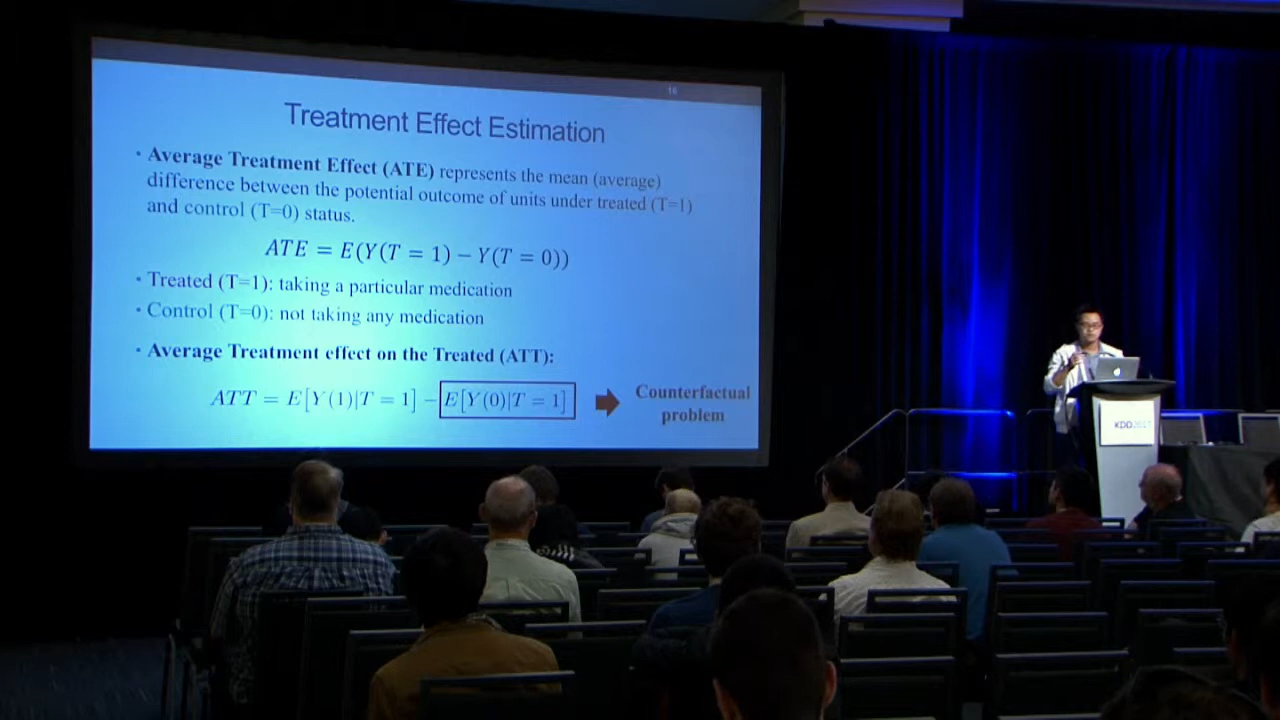 16
Treatment Effect Estimation
• Average Treatment Effect (ATE) represents the mean (average)
difference between the potential outcome of units under treated (T=1)
and control (T=0) status.
ATE = E(Y(T = 1) − Y(T = 0))
• Treated (T=1): taking a particular medication
• Control (T=0): not taking any medication
• Average Treatment effect on the Treated (ATT):
ATT = E[Y(1)|T = 1] − E[Y(0)|T = 1]
Counterfactual
problem
KDD2017